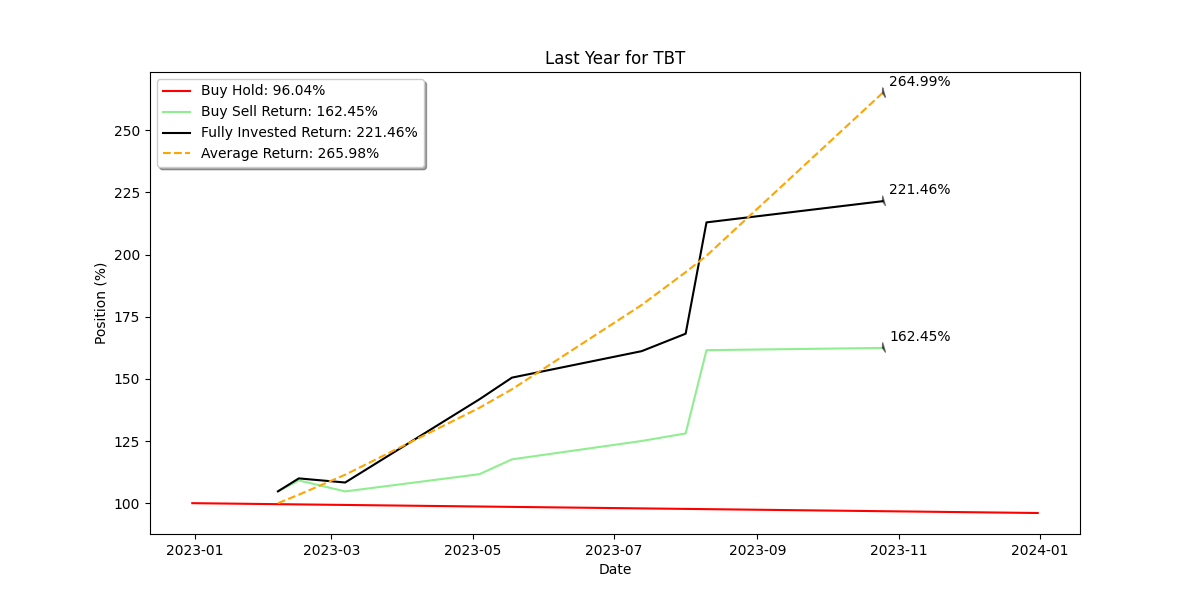 Last Year for TBT
Buy Hold: 96.04%
Buy Sell Return: 162.45%
Fully Invested Return: 221.46%
Average Return: 265.98%
264.99%
221.46%
162.45%
Position (%)
250
225
200
175
150
125
100
2023-01
2023-03
2023-05
2023-07
2023-09
2023-11
2024-01
Date